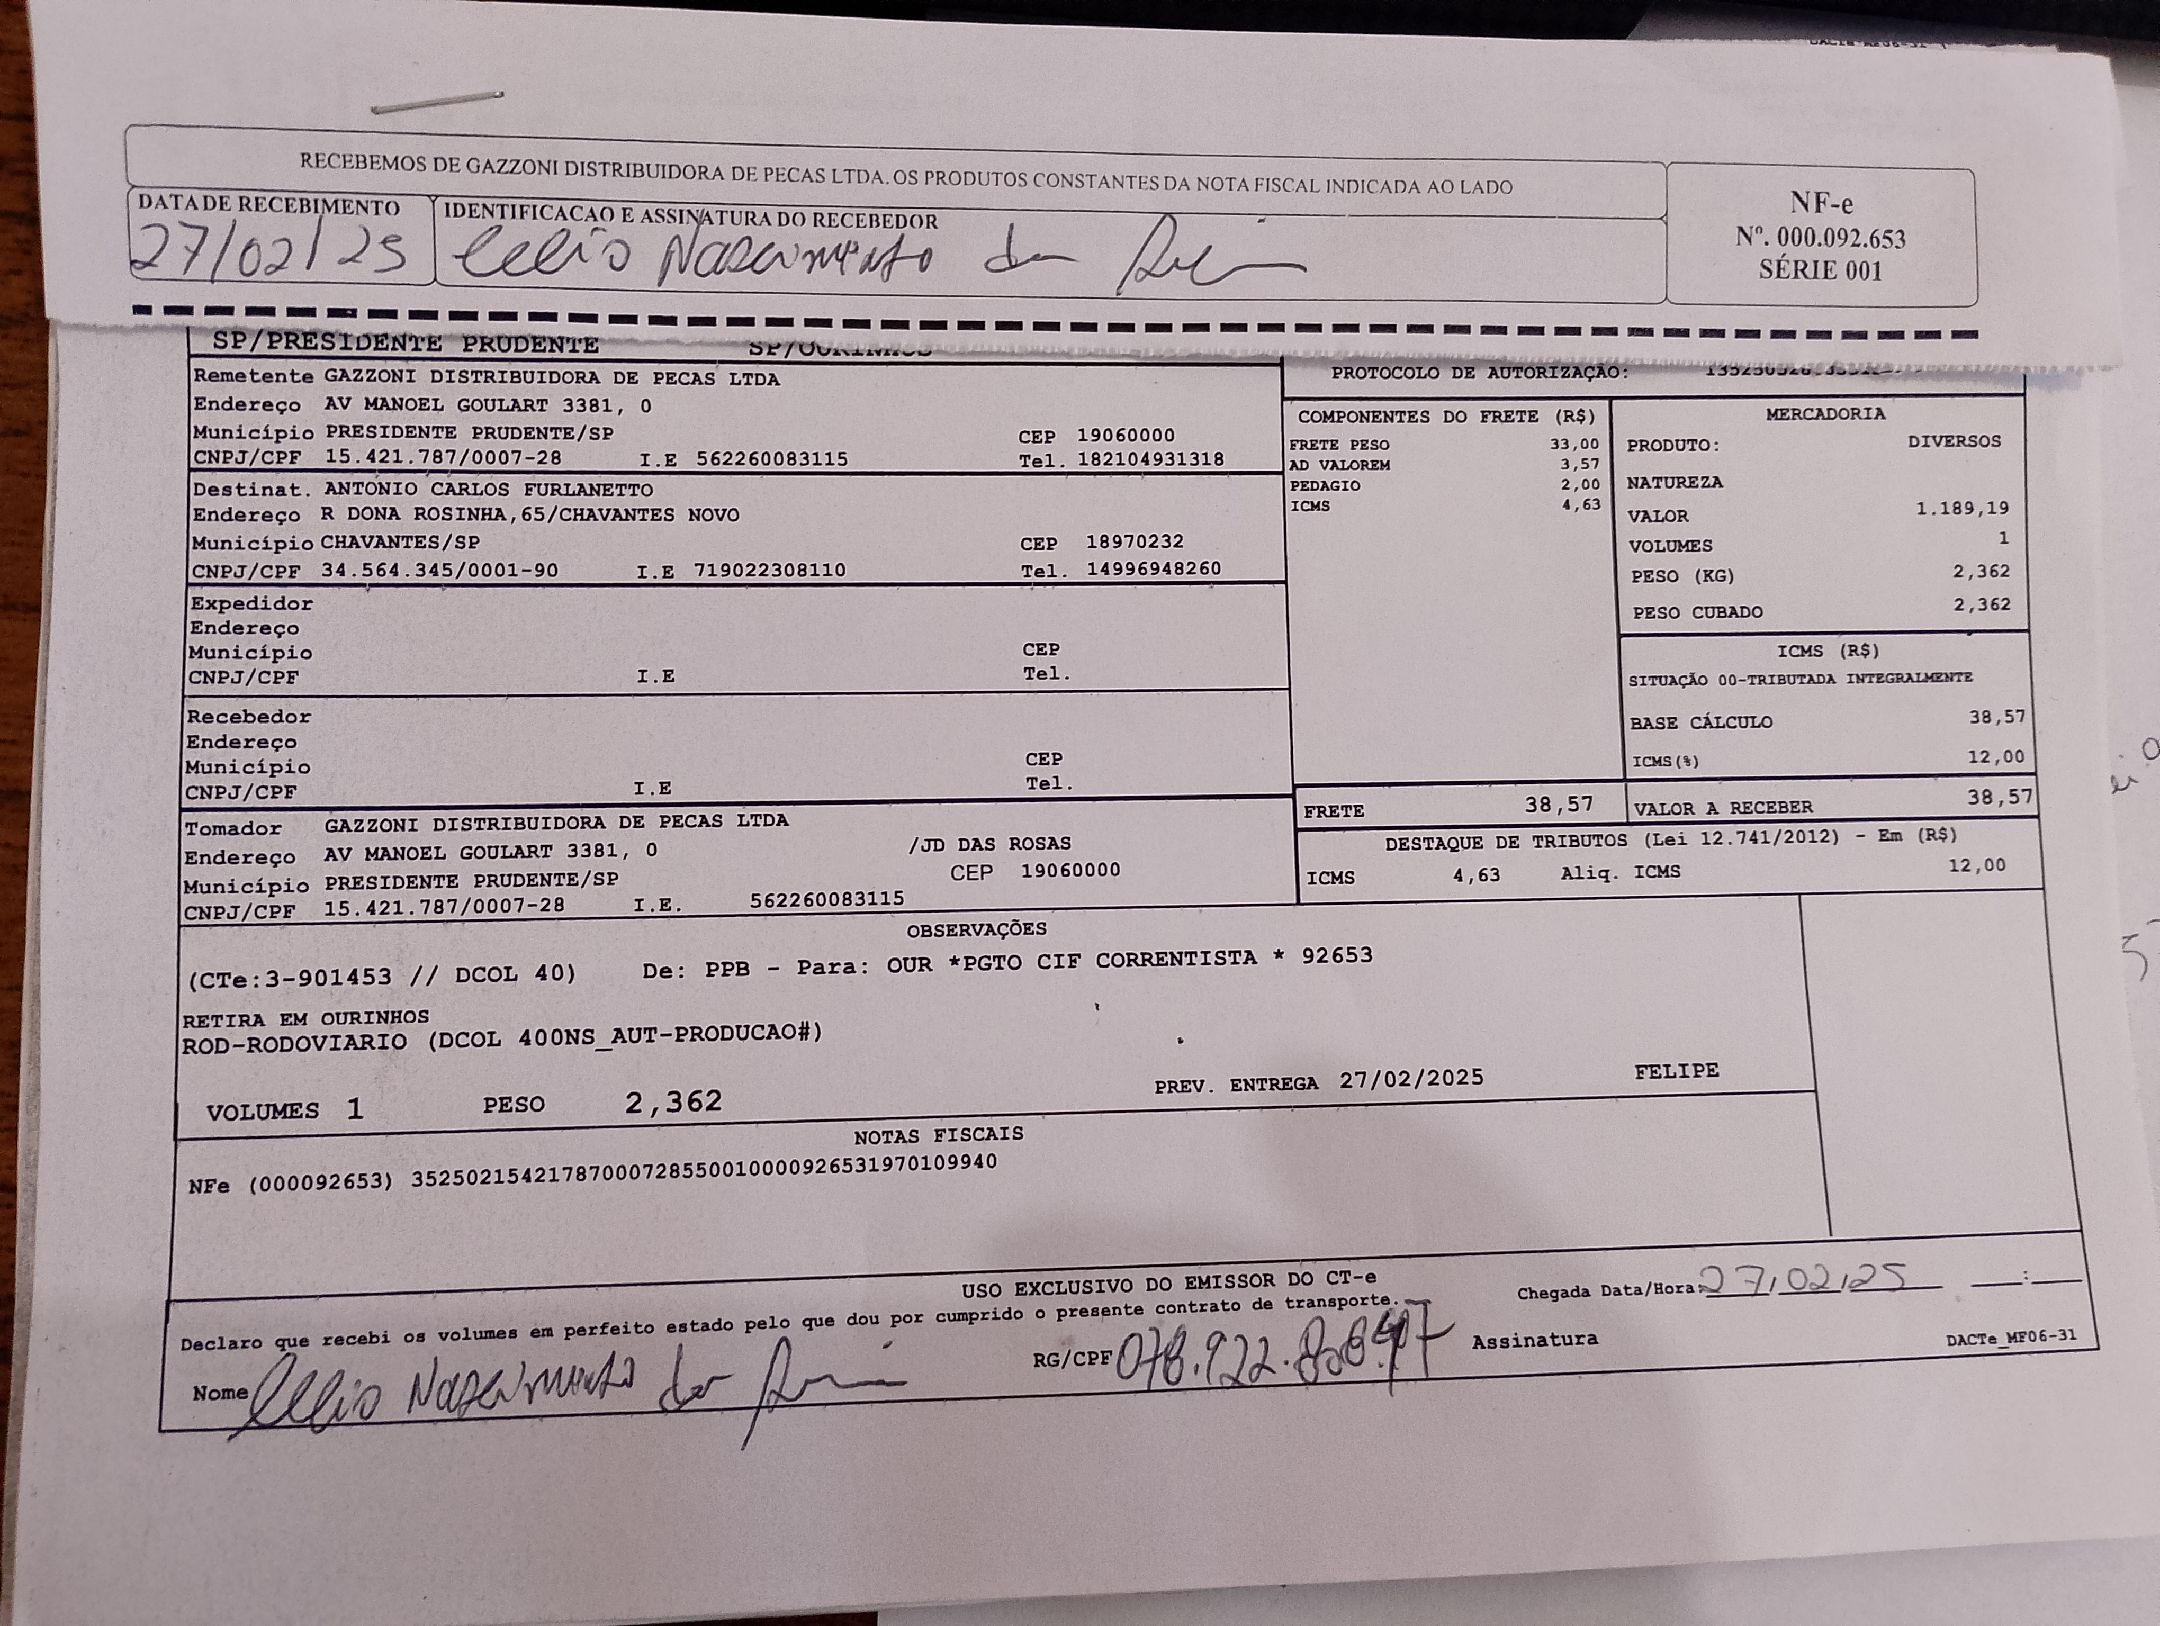 RECEBEMOS DE GAZZONI DISTRIBUIDORA DE PECAS LTDA. OS PRODUTOS CONSTANTES DA NOTA FISCAL INDICADA AO LADO
DATA DE RECEBIMENTO
27/02/25
IDENTIFICACAO E ASSINATURA DO RECEBEDOR
Celio Nascimento da
NF-e
Nº. 000.092.653
SÉRIE 001
SP/PRESIDENTE PRUDENTE SP/OURINHOS
Remetente GAZZONI DISTRIBUIDORA DE PECAS LTDA
Endereço AV MANOEL GOULART 3381, 0
Município PRESIDENTE PRUDENTE/SP CEP 19060000
CNPJ/CPF 15.421.787/0007-28 I.E 562260083115 Tel. 182104931318
Destinat. ANTONIO CARLOS FURLANETTO
Endereço R DONA ROSINHA,65/CHAVANTES NOVO
Município CHAVANTES/SP CEP 18970232
CNPJ/CPF 34.564.345/0001-90 I.E 719022308110 Tel. 14996948260
Expedidor
Endereço
Município CEP
CNPJ/CPF I.E Tel.
Recebedor
Endereço
Município CEP
CNPJ/CPF I.E Tel.
Tomador GAZZONI DISTRIBUIDORA DE PECAS LTDA
Endereço AV MANOEL GOULART 3381, 0 /JD DAS ROSAS
Município PRESIDENTE PRUDENTE/SP CEP 19060000
CNPJ/CPF 15.421.787/0007-28 I.E. 562260083115
PROTOCOLO DE AUTORIZAÇÃO:
COMPONENTES DO FRETE (R$)
FRETE PESO 33,00
AD VALOREM 3,57
PEDAGIO 2,00
ICMS 4,63
MERCADORIA
PRODUTO: DIVERSOS
NATUREZA
VALOR 1.189,19
VOLUMES 1
PESO (KG) 2,362
PESO CUBADO 2,362
ICMS (R$)
SITUAÇÃO 00-TRIBUTADA INTEGRALMENTE
BASE CÁLCULO 38,57
ICMS(%) 12,00
FRETE 38,57 VALOR A RECEBER 38,57
DESTAQUE DE TRIBUTOS (Lei 12.741/2012) - Em (R$)
ICMS 4,63 Aliq. ICMS 12,00
OBSERVAÇÕES
(CTe:3-901453 // DCOL 40) De: PPB - Para: OUR *PGTO CIF CORRENTISTA * 92653
RETIRA EM OURINHOS
ROD-RODOVIARIO (DCOL 400NS_AUT-PRODUCAO#)
VOLUMES 1 PESO 2,362 PREV. ENTREGA 27/02/2025 FELIPE
NOTAS FISCAIS
NFe (000092653) 35250215421787000728550010000926531970109940
USO EXCLUSIVO DO EMISSOR DO CT-e
Declaro que recebi os volumes em perfeito estado pelo que dou por cumprido o presente contrato de transporte.
Chegada Data/Hora: 27/02/25 __:__
Nome Celio Nascimento da
RG/CPF 078.922.
Assinatura
DACTe_MF06-31